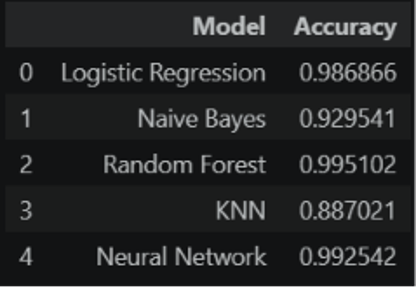 Model Accuracy
0 Logistic Regression 0.986866
1 Naive Bayes 0.929541
2 Random Forest 0.995102
3 KNN 0.887021
4 Neural Network 0.992542